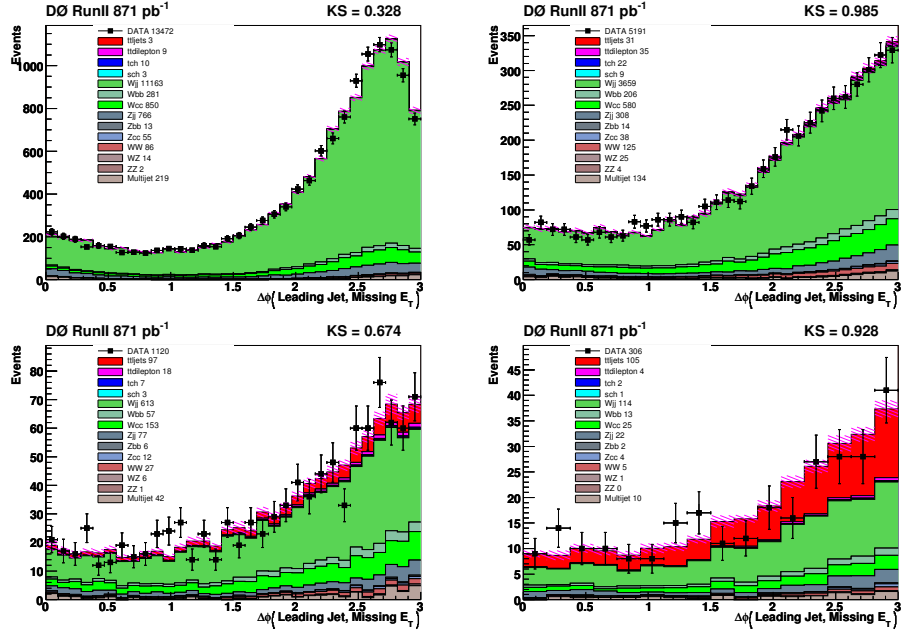 DØ RunII 871 pb-1 KS = 0.328
Events
DATA 13472
ttljets 3
ttdilepton 9
tch 10
sch 3
Wjj 11163
Wbb 281
Wcc 850
Zjj 766
Zbb 13
Zcc 55
WW 86
WZ 14
ZZ 2
Multijet 219
1000
800
600
400
200
0
0 0.5 1 1.5 2 2.5 3
Δϕ(Leading Jet, Missing ET)
DØ RunII 871 pb-1 KS = 0.985
Events
DATA 5191
ttljets 31
ttdilepton 35
tch 22
sch 9
Wjj 3659
Wbb 206
Wcc 580
Zjj 308
Zbb 14
Zcc 38
WW 125
WZ 25
ZZ 4
Multijet 134
350
300
250
200
150
100
50
0
0 0.5 1 1.5 2 2.5 3
Δϕ(Leading Jet, Missing ET)
DØ RunII 871 pb-1 KS = 0.674
Events
DATA 1120
ttljets 97
ttdilepton 18
tch 7
sch 3
Wjj 613
Wbb 57
Wcc 153
Zjj 77
Zbb 6
Zcc 12
WW 27
WZ 6
ZZ 1
Multijet 42
80
70
60
50
40
30
20
10
0
0 0.5 1 1.5 2 2.5 3
Δϕ(Leading Jet, Missing ET)
DØ RunII 871 pb-1 KS = 0.928
Events
DATA 306
ttljets 105
ttdilepton 4
tch 2
sch 1
Wjj 114
Wbb 13
Wcc 25
Zjj 22
Zbb 2
Zcc 4
WW 5
WZ 1
ZZ 0
Multijet 10
45
40
35
30
25
20
15
10
5
0
0 0.5 1 1.5 2 2.5 3
Δϕ(Leading Jet, Missing ET)